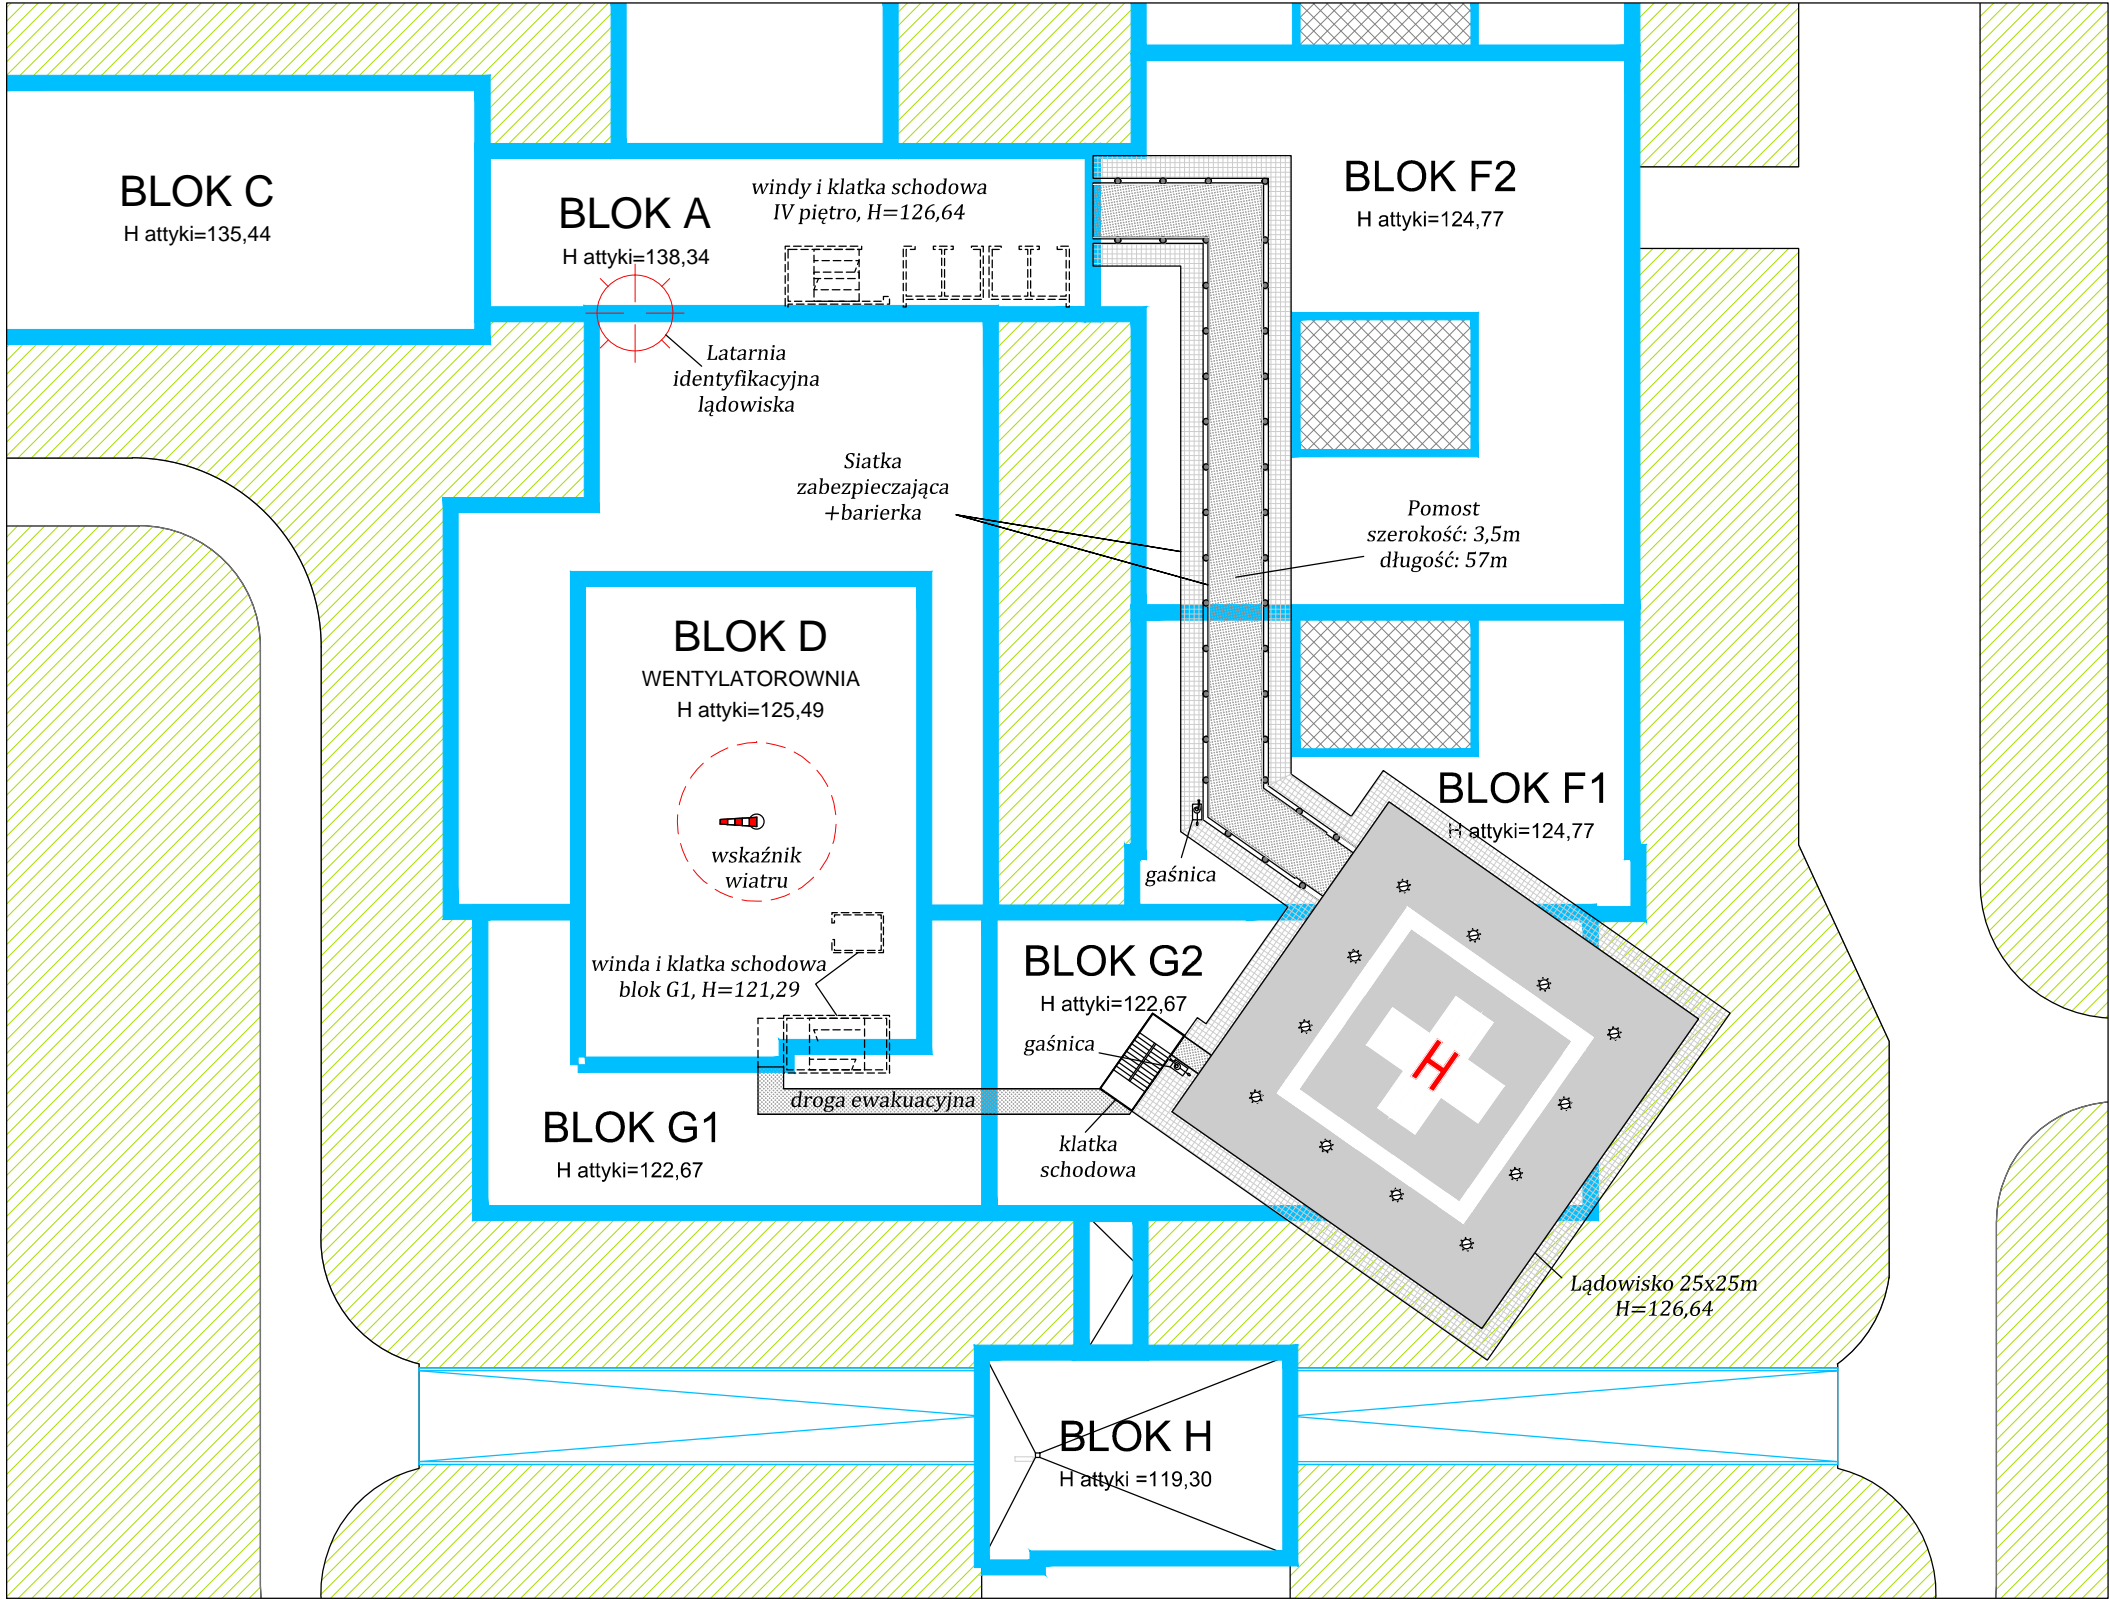 BLOK C
H attyki=135,44
BLOK A
H attyki=138,34
windy i klatka schodowa
IV piętro, H=126,64
BLOK F2
H attyki=124,77
Latarnia
identyfikacyjna
lądowiska
Siatka
zabezpieczająca
+barierka
Pomost
szerokość: 3,5m
długość: 57m
BLOK D
WENTYLATOROWNIA
H attyki=125,49
wskaźnik
wiatru
BLOK F1
H attyki=124,77
gaśnica
winda i klatka schodowa
blok G1, H=121,29
BLOK G2
H attyki=122,67
gaśnica
droga ewakuacyjna
klatka
schodowa
BLOK G1
H attyki=122,67
H
Lądowisko 25x25m
H=126,64
BLOK H
H attyki =119,30